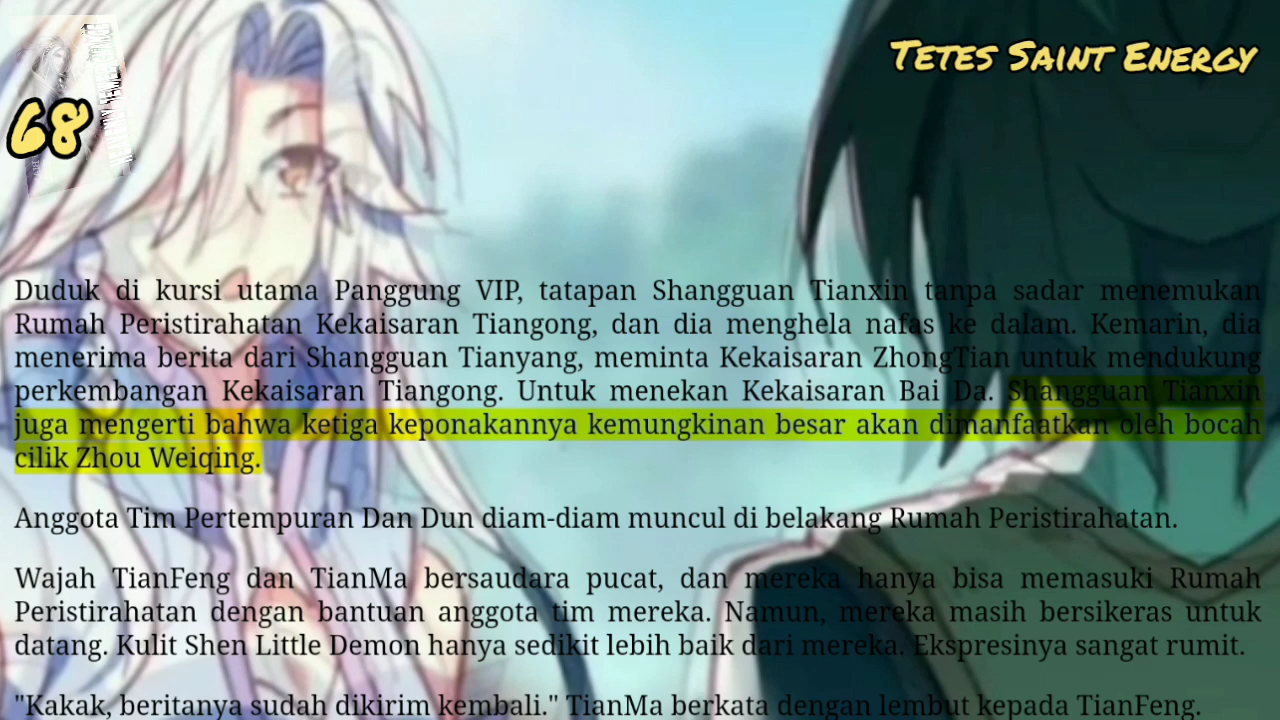 Tetes Saint Energy
68
Duduk di kursi utama Panggung VIP, tatapan Shangguan Tianxin tanpa sadar menemukan
Rumah Peristirahatan Kekaisaran Tiangong, dan dia menghela nafas ke dalam. Kemarin, dia
menerima berita dari Shangguan Tianyang, meminta Kekaisaran ZhongTian untuk mendukung
perkembangan Kekaisaran Tiangong. Untuk menekan Kekaisaran Bai Da. Shangguan Tianxin
juga mengerti bahwa ketiga keponakannya kemungkinan besar akan dimanfaatkan oleh bocah
cilik Zhou Weiqing.
Anggota Tim Pertempuran Dan Dun diam-diam muncul di belakang Rumah Peristirahatan.
Wajah TianFeng dan TianMa bersaudara pucat, dan mereka hanya bisa memasuki Rumah
Peristirahatan dengan bantuan anggota tim mereka. Namun, mereka masih bersikeras untuk
datang. Kulit Shen Little Demon hanya sedikit lebih baik dari mereka. Ekspresinya sangat rumit.
"Kakak, beritanya sudah dikirim kembali." TianMa berkata dengan lembut kepada TianFeng.